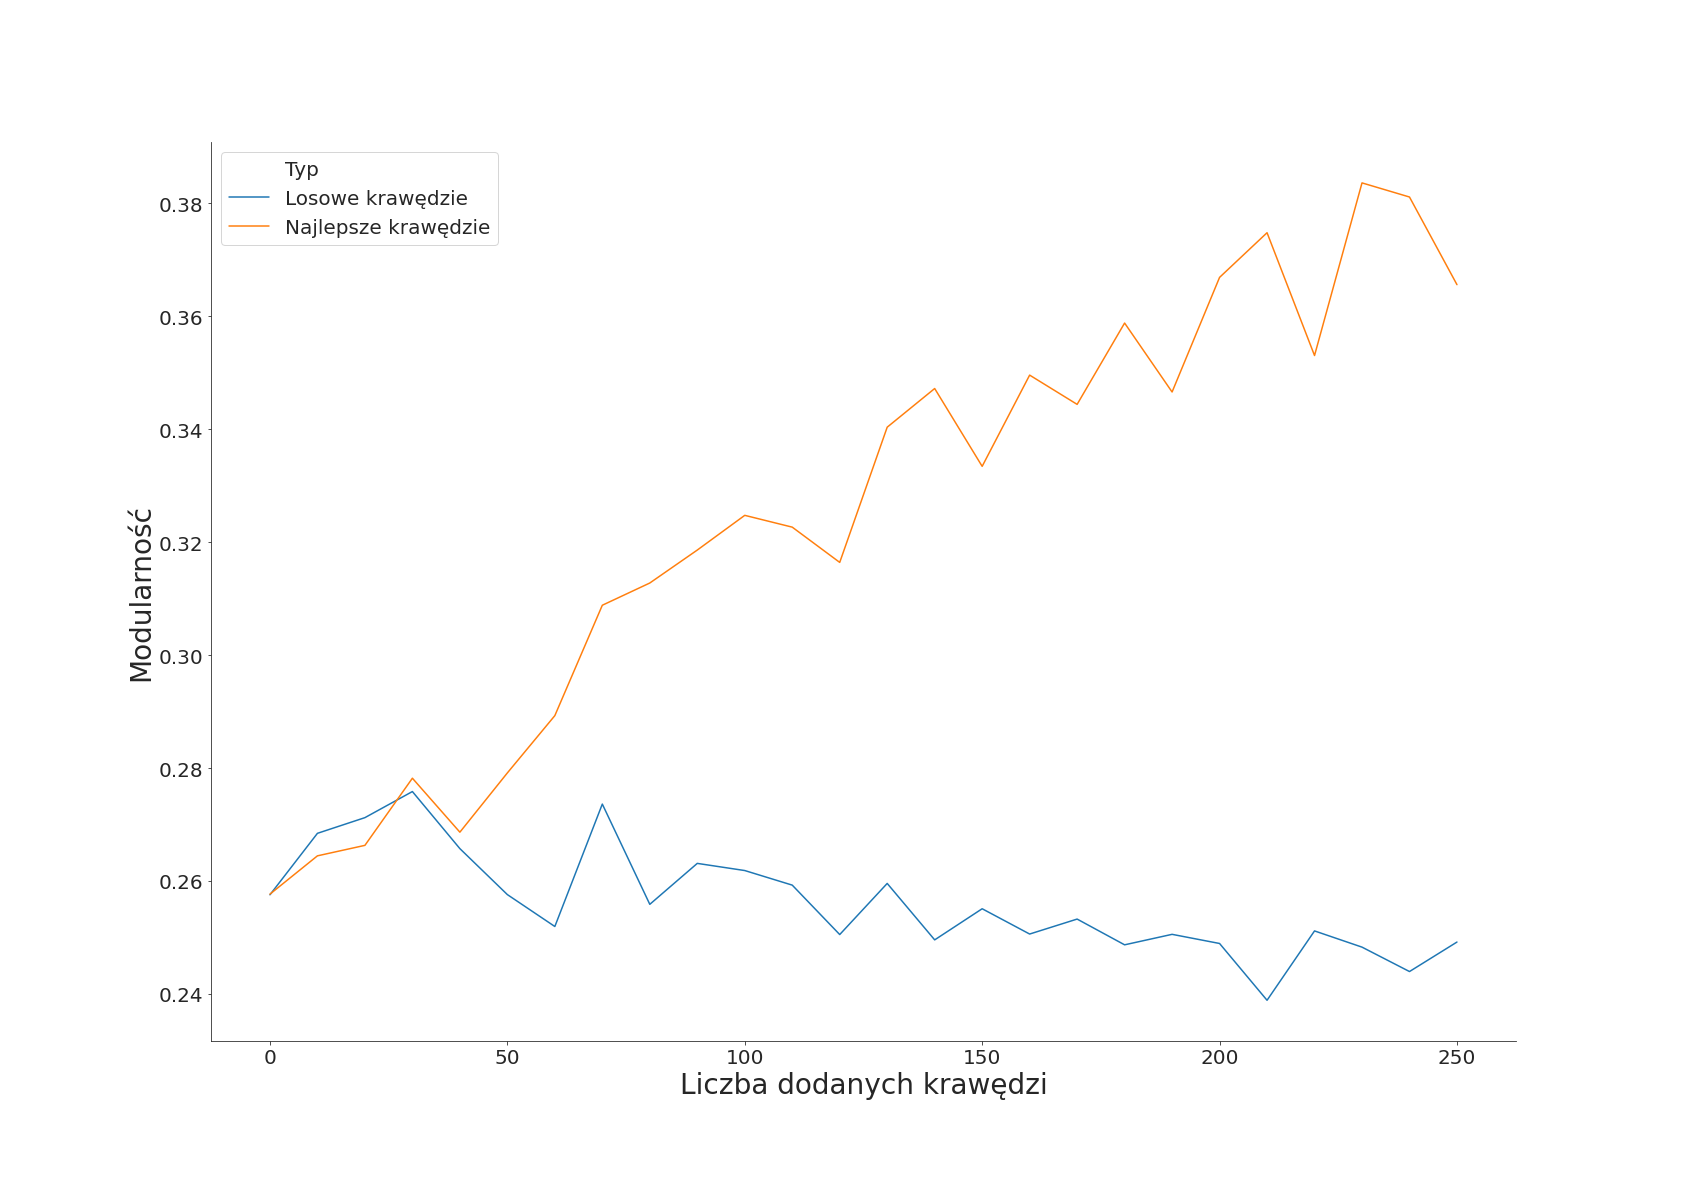 Typ
Losowe krawędzie
Najlepsze krawędzie
0.38
0.36
0.34
0.32
0.30
0.28
0.26
0.24
Modularność
0 50 100 150 200 250
Liczba dodanych krawędzi